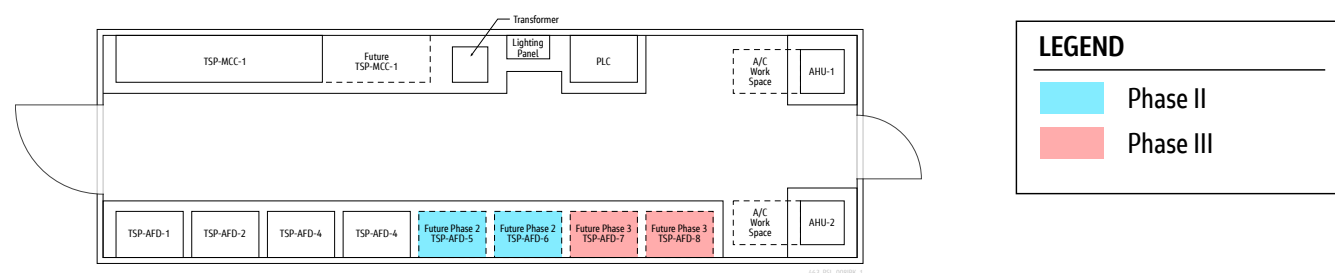 Transformer
TSP-MCC-1
Future
TSP-MCC-1
Lighting
Panel
PLC
A/C
Work
Space
AHU-1
TSP-AFD-1
TSP-AFD-2
TSP-AFD-4
TSP-AFD-4
Future Phase 2
TSP-AFD-5
Future Phase 2
TSP-AFD-6
Future Phase 3
TSP-AFD-7
Future Phase 3
TSP-AFD-8
A/C
Work
Space
AHU-2
LEGEND
Phase II
Phase III